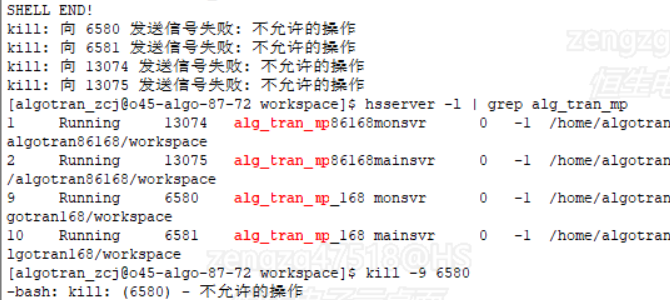 SHELL END!
kill: 向 6580 发送信号失败: 不允许的操作
kill: 向 6581 发送信号失败: 不允许的操作
kill: 向 13074 发送信号失败: 不允许的操作
kill: 向 13075 发送信号失败: 不允许的操作
[algotran_zcj@o45-algo-87-72 workspace]$ hsserver -l | grep alg_tran_mp
1 Running 13074 alg_tran_mp86168monsvr 0 -1 /home/algotran
algotran86168/workspace
2 Running 13075 alg_tran_mp86168mainsvr 0 -1 /home/algotran
/algotran86168/workspace
9 Running 6580 alg_tran_mp_168 monsvr 0 -1 /home/algotran
gotran168/workspace
10 Running 6581 alg_tran_mp_168 mainsvr 0 -1 /home/algotran
lgotran168/workspace
[algotran_zcj@o45-algo-87-72 workspace]$ kill -9 6580
-bash: kill: (6580) - 不允许的操作
zengzq
恒生电
zengzq47518@HS